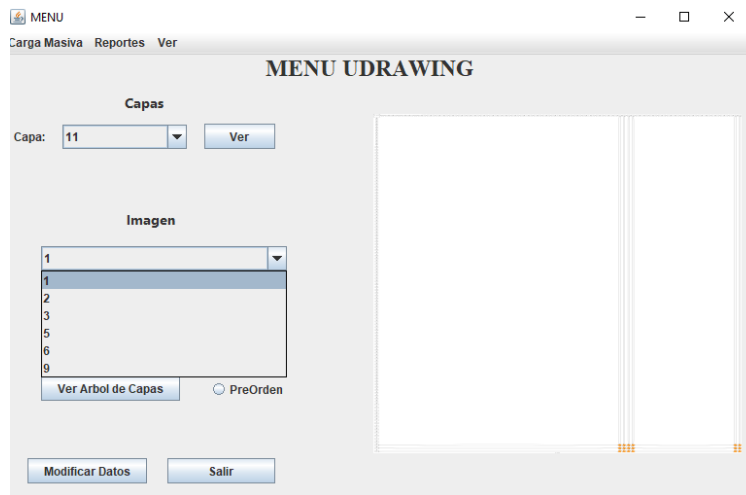 MENU
Carga Masiva Reportes Ver
MENU UDRAWING
Capas
Capa: 11 Ver
Imagen
1
1
2
3
5
6
9
Ver Arbol de Capas PreOrden
Modificar Datos Salir